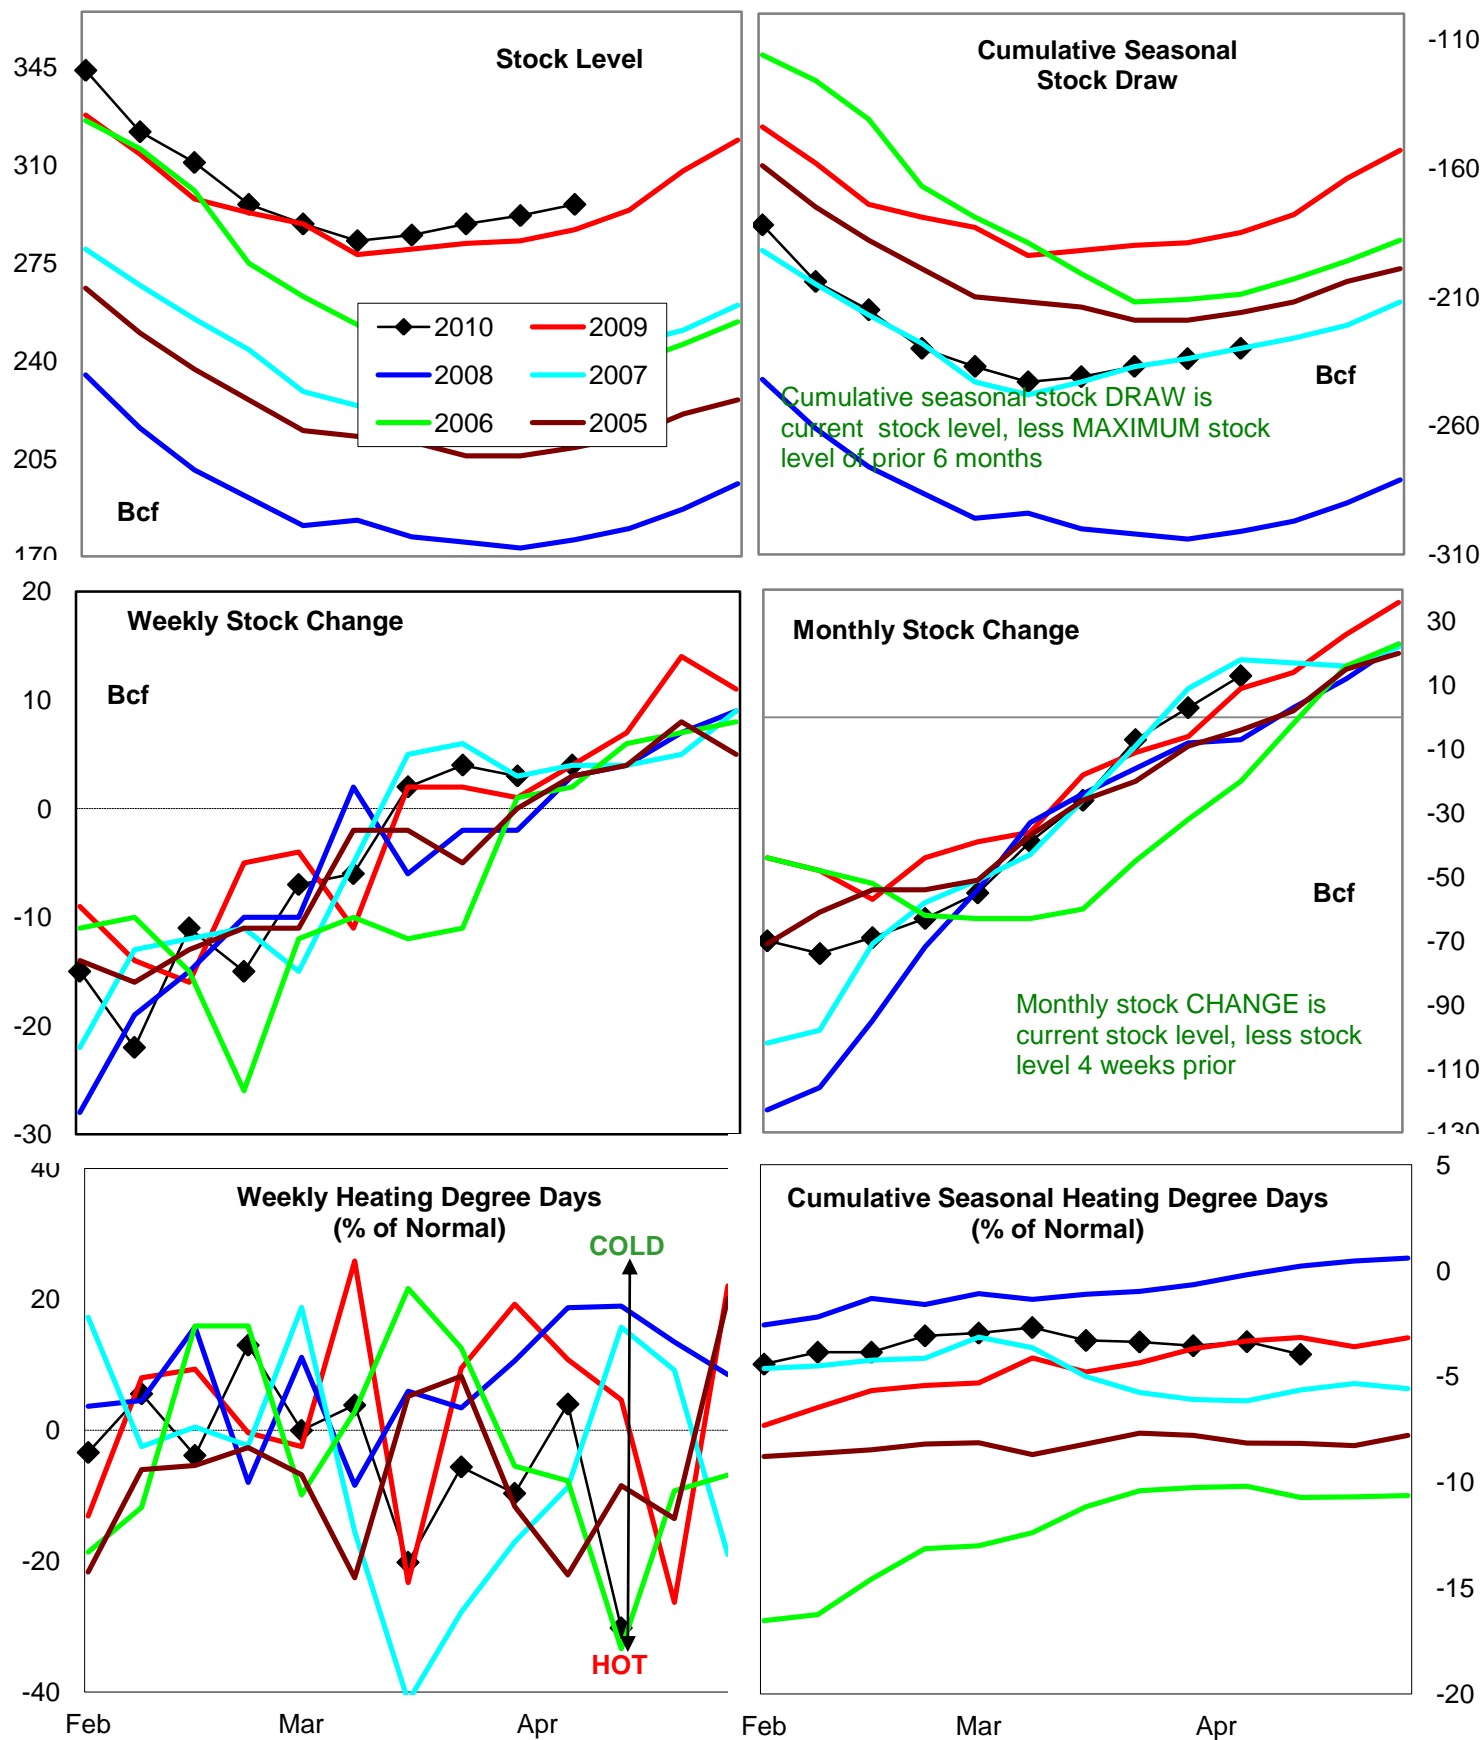 Stock Level
345
310
275
240
205
170
2010
2009
2008
2007
2006
2005
Bcf
Cumulative Seasonal
Stock Draw
-110
-160
-210
-260
-310
Bcf
Cumulative seasonal stock DRAW is
current stock level, less MAXIMUM stock
level of prior 6 months
Weekly Stock Change
Bcf
20
10
0
-10
-20
-30
Monthly Stock Change
30
10
-10
-30
-50
-70
-90
-110
-130
Bcf
Monthly stock CHANGE is
current stock level, less stock
level 4 weeks prior
Weekly Heating Degree Days
(% of Normal)
40
20
0
-20
-40
COLD
HOT
Feb
Mar
Apr
Cumulative Seasonal Heating Degree Days
(% of Normal)
5
0
-5
-10
-15
-20
Feb
Mar
Apr